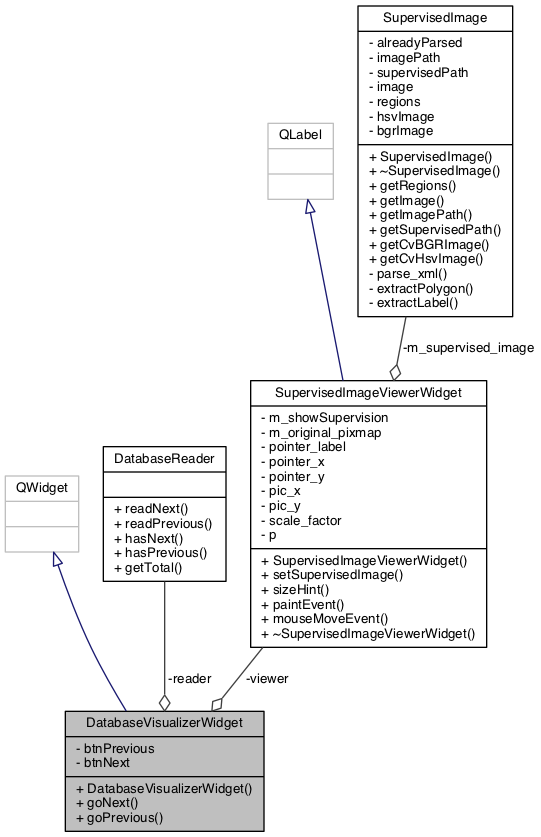 SupervisedImage
- alreadyParsed
- imagePath
- supervisedPath
- image
- regions
- hsvImage
- bgrImage
+ SupervisedImage()
+ ~SupervisedImage()
+ getRegions()
+ getImage()
+ getImagePath()
+ getSupervisedPath()
+ getCvBGRImage()
+ getCvHsvImage()
- parse_xml()
- extractPolygon()
- extractLabel()
QLabel
-m_supervised_image
SupervisedImageViewerWidget
- m_showSupervision
- m_original_pixmap
- pointer_label
- pointer_x
- pointer_y
- pic_x
- pic_y
- scale_factor
- p
+ SupervisedImageViewerWidget()
+ setSupervisedImage()
+ sizeHint()
+ paintEvent()
+ mouseMoveEvent()
+ ~SupervisedImageViewerWidget()
DatabaseReader
+ readNext()
+ readPrevious()
+ hasNext()
+ hasPrevious()
+ getTotal()
QWidget
-reader
-viewer
DatabaseVisualizerWidget
- btnPrevious
- btnNext
+ DatabaseVisualizerWidget()
+ goNext()
+ goPrevious()